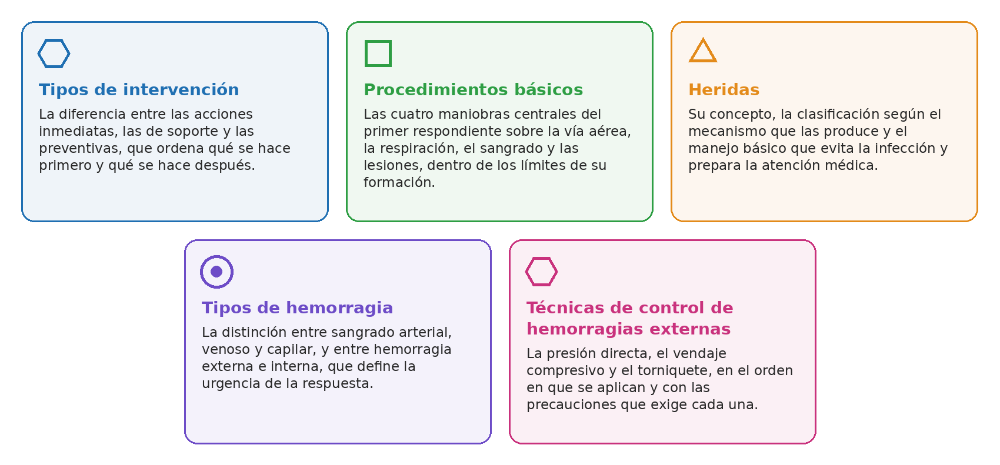 Tipos de intervención
La diferencia entre las acciones
inmediatas, las de soporte y las
preventivas, que ordena qué se hace
primero y qué se hace después.
Procedimientos básicos
Las cuatro maniobras centrales del
primer respondiente sobre la vía aérea,
la respiración, el sangrado y las
lesiones, dentro de los límites de su
formación.
Heridas
Su concepto, la clasificación según el
mecanismo que las produce y el
manejo básico que evita la infección y
prepara la atención médica.
Tipos de hemorragia
La distinción entre sangrado arterial,
venoso y capilar, y entre hemorragia
externa e interna, que define la
urgencia de la respuesta.
Técnicas de control de
hemorragias externas
La presión directa, el vendaje
compresivo y el torniquete, en el orden
en que se aplican y con las
precauciones que exige cada una.